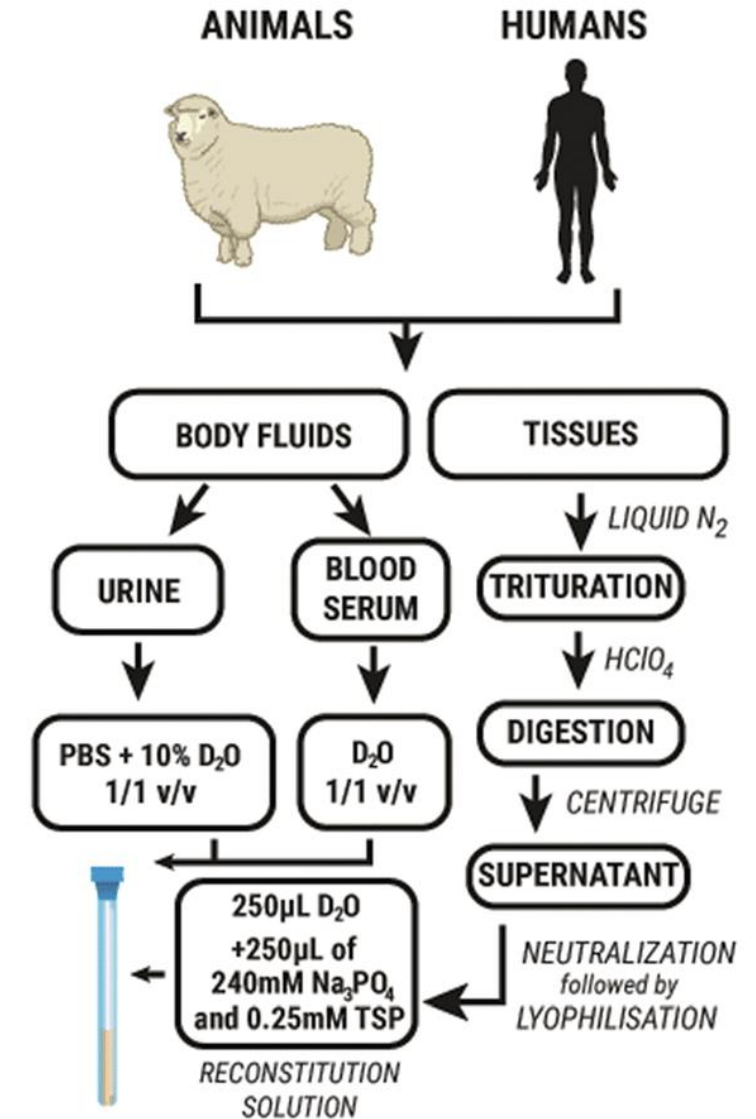 ANIMALS
HUMANS
BODY FLUIDS
TISSUES
LIQUID N₂
URINE
BLOOD
SERUM
TRITURATION
HClO₄
PBS + 10% D₂O
1/1 v/v
D₂O
1/1 v/v
DIGESTION
CENTRIFUGE
SUPERNATANT
250µL D₂O
+250µL of
240mM Na₃PO₄
and 0.25mM TSP
NEUTRALIZATION
followed by
LYOPHILISATION
RECONSTITUTION
SOLUTION